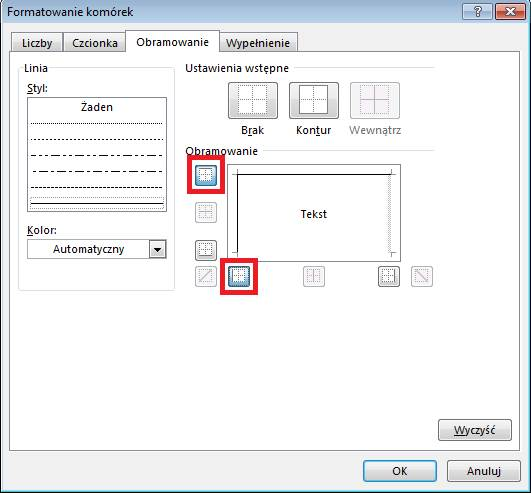 Formatowanie komórek
Liczby Czcionka Obramowanie Wypełnienie
Linia
Styl:
Żaden
Kolor:
Automatyczny
Ustawienia wstępne
Brak Kontur Wewnątrz
Obramowanie
Tekst
Wyczyść
OK Anuluj